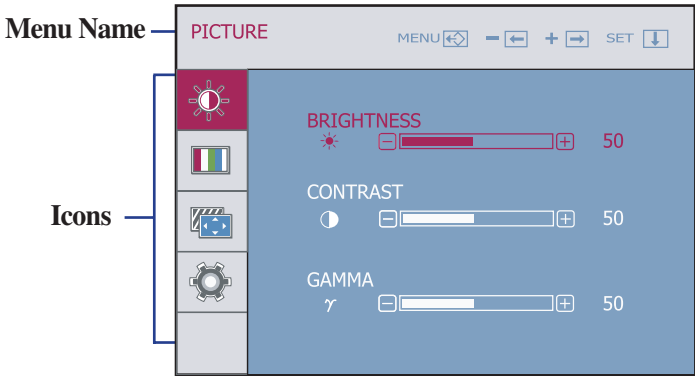 Menu Name
PICTURE MENU - + SET
BRIGHTNESS
50
CONTRAST
50
Icons
GAMMA
γ 50